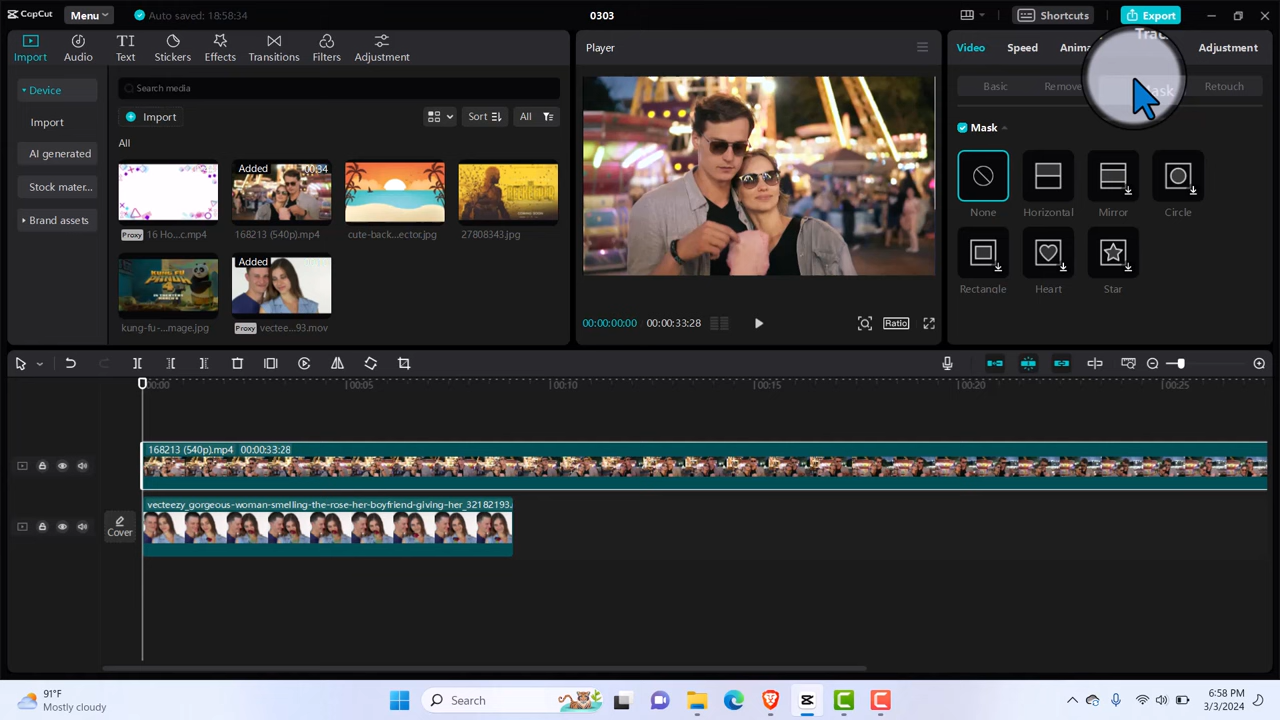 CapCut
Menu
Auto saved: 18:58:34
0303
Shortcuts
Export
Import
Audio
Text
Stickers
Effects
Transitions
Filters
Adjustment
Device
Import
AI generated
Stock mater...
Brand assets
Search media
Import
Sort
All
All
Added
00:34
Proxy
16 Ho...c.mp4
168213 (540p).mp4
cute-back...ector.jpg
27808343.jpg
Added
kung-fu-...mage.jpg
Proxy
vectee...93.mov
Player
00:00:00:00
00:00:33:28
Ratio
Video
Speed
Adjustment
Basic
Mask
Retouch
Mask
None
Horizontal
Mirror
Circle
Rectangle
Heart
Star
00:00
00:05
00:10
00:15
00:20
00:25
168213 (540p).mp4 00:00:33:28
vecteezy_gorgeous-woman-smelling-the-rose-her-boyfriend-giving-her_32182193.
Cover
91°F
Mostly cloudy
Search
6:58 PM
3/3/2024